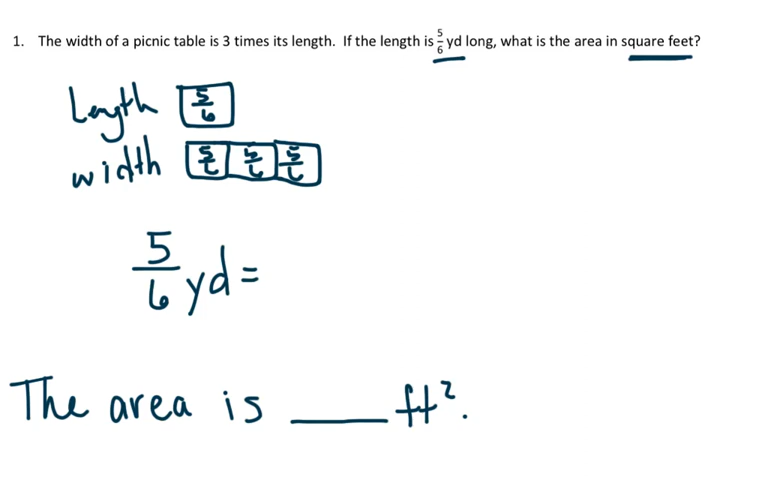 1. The width of a picnic table is 3 times its length. If the length is 5/6 yd long, what is the area in square feet?
Length 5/6
width 5/6 5/6 5/6
5/6 yd =
The area is ____ ft².